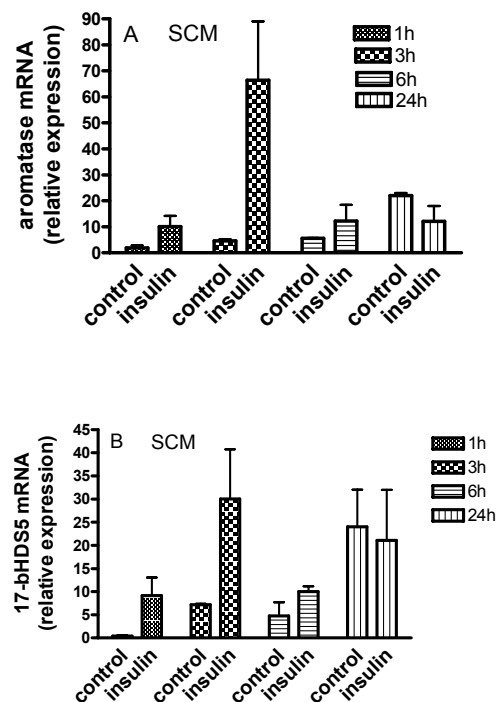 A SCM
1h
3h
6h
24h
aromatase mRNA
(relative expression)
90
80
70
60
50
40
30
20
10
0
control
insulin
control
insulin
control
insulin
control
insulin
B SCM
1h
3h
6h
24h
17-bHDS5 mRNA
(relative expression)
45
40
35
30
25
20
15
10
5
0
control
insulin
control
insulin
control
insulin
control
insulin